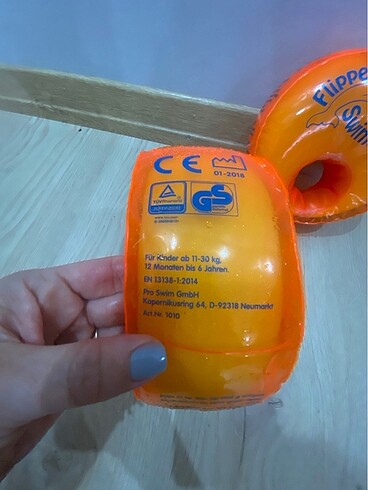 Flippe
Swim
CE
01-2018
TÜV
GS
Für Kinder ab 11-30 kg,
12 Monaten bis 6 Jahren.
EN 13138-1:2014
Pro Swim GmbH
Kopernikusring 64, D-92318 Neumarkt
Art.Nr. 1010